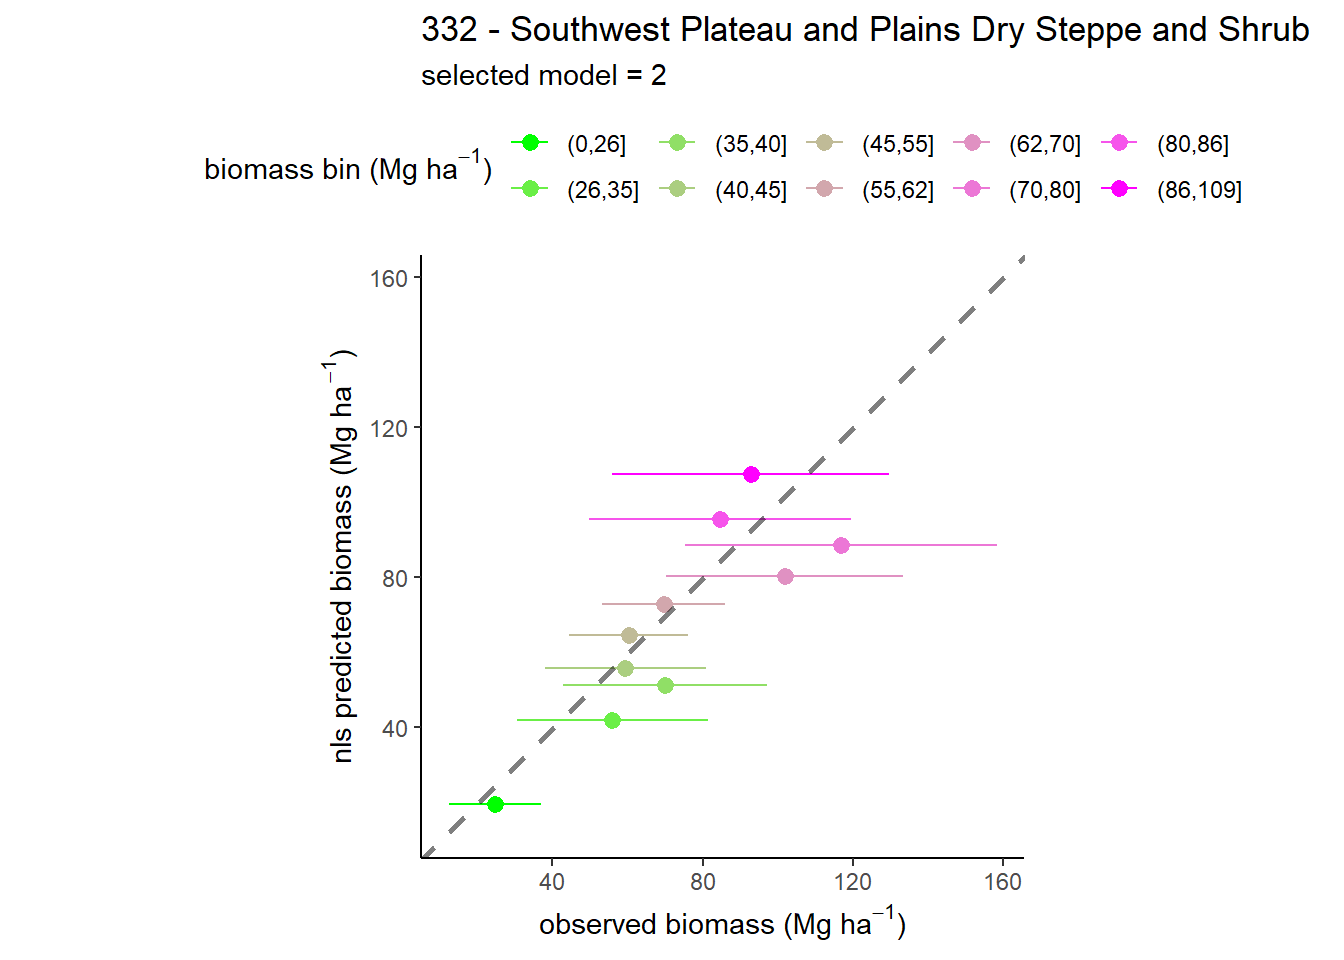 332 - Southwest Plateau and Plains Dry Steppe and Shrub
selected model = 2
biomass bin (Mg ha⁻¹)
(0,26] (35,40] (45,55] (62,70] (80,86]
(26,35] (40,45] (55,62] (70,80] (86,109]
160
120
80
40
nls predicted biomass (Mg ha⁻¹)
40 80 120 160
observed biomass (Mg ha⁻¹)